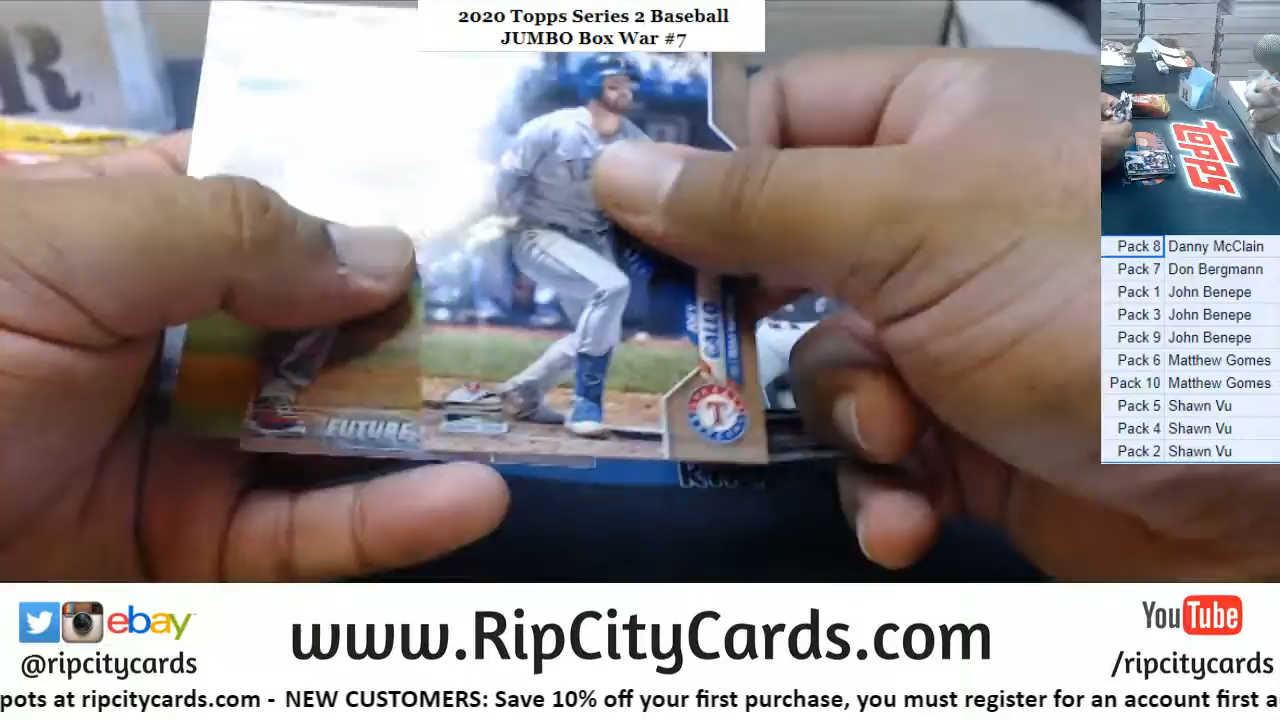 2020 Topps Series 2 Baseball
JUMBO Box War #7
R
topps
Pack 8 Danny McClain
Pack 7 Don Bergmann
Pack 1 John Benepe
Pack 3 John Benepe
Pack 9 John Benepe
Pack 6 Matthew Gomes
Pack 10 Matthew Gomes
Pack 5 Shawn Vu
Pack 4 Shawn Vu
Pack 2 Shawn Vu
GALLO
T
FUTURE
ebay
@ripcitycards
www.RipCityCards.com
YouTube
/ripcitycards
pots at ripcitycards.com - NEW CUSTOMERS: Save 10% off your first purchase, you must register for an account first a